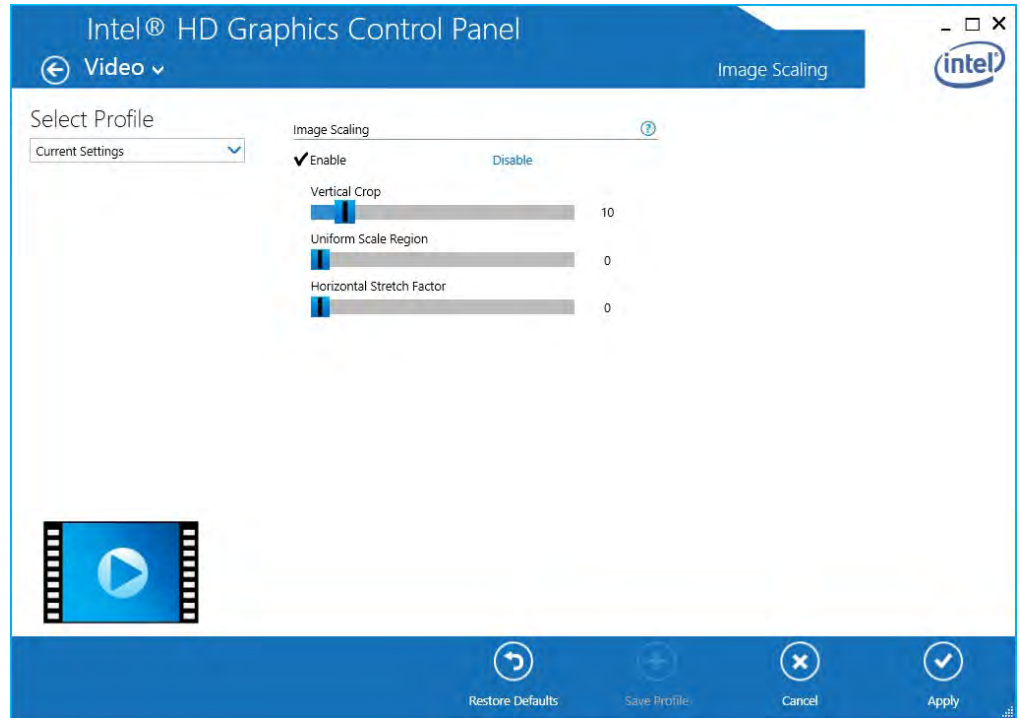 Intel® HD Graphics Control Panel
Video
Image Scaling
intel
Select Profile
Current Settings
Image Scaling
?
Enable
Disable
Vertical Crop
10
Uniform Scale Region
0
Horizontal Stretch Factor
0
Restore Defaults
Save Profile
Cancel
Apply